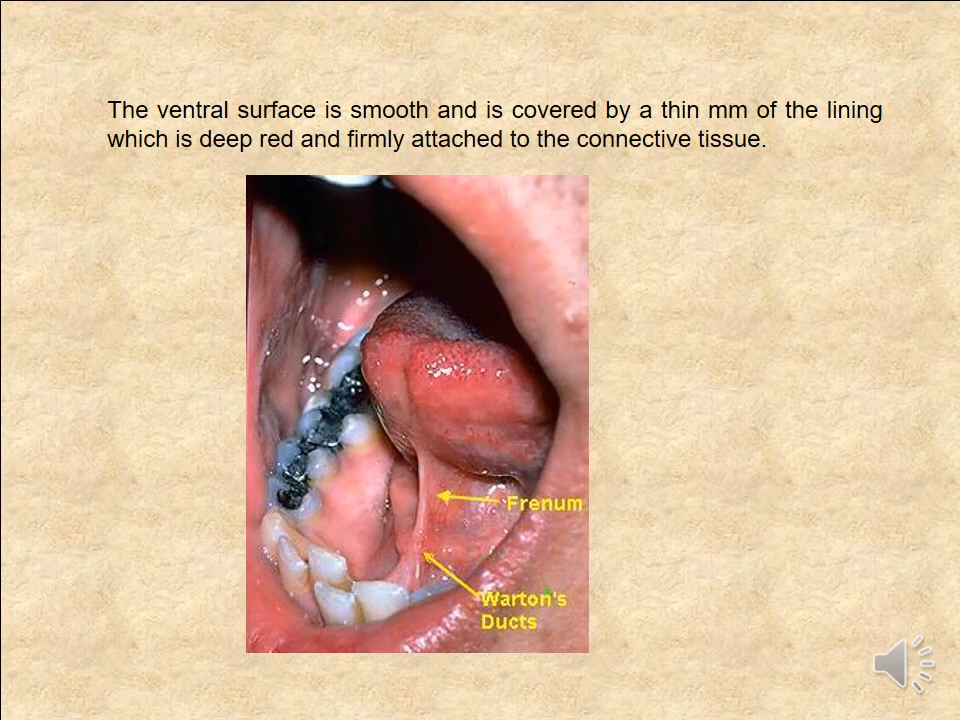 The ventral surface is smooth and is covered by a thin mm of the lining
which is deep red and firmly attached to the connective tissue.
Frenum
Warton's
Ducts